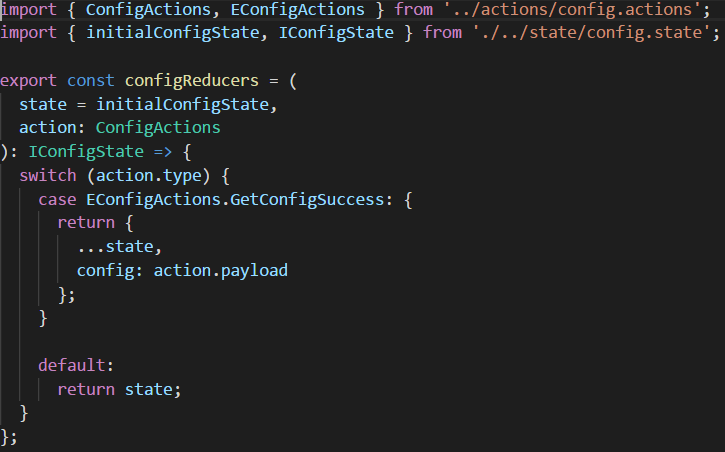 import { ConfigActions, EConfigActions } from '../actions/config.actions';
import { initialConfigState, IConfigState } from './../state/config.state';

export const configReducers = (
  state = initialConfigState,
  action: ConfigActions
): IConfigState => {
  switch (action.type) {
    case EConfigActions.GetConfigSuccess: {
      return {
        ...state,
        config: action.payload
      };
    }

    default:
      return state;
  }
};